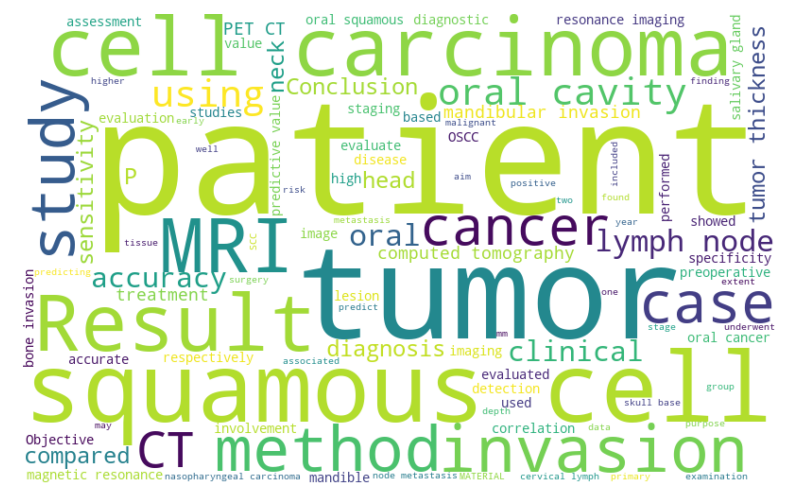 oral squamous
diagnostic
resonance imaging
assessment
PET CT
value
cell
carcinoma
neck
higher
finding
salivary gland
tumor thickness
using
Conclusion
oral cavity
study
sensitivity
evaluation
early
studies
staging
based
mandibular invasion
malignant
predictive value
well
OSCC
evaluate
disease
patient
P
risk
high
head
aim
positive
two
found
included
performed
metastasis
year
tissue
SCC
MRI
image
oral
cancer
showed
lymph node
specificity
computed tomography
predicting
accuracy
surgery
preoperative
bone invasion
treatment
lesion
predict
tumor
one
extent
case
Result
mm
stage
underwent
oral cancer
accurate
respectively
associated
diagnosis
imaging
clinical
squamous cell
evaluated
detection
used
skull base
group
may
depth
data
purpose
Objective
compared
CT
involvement
method
correlation
invasion
magnetic resonance
nasopharyngeal carcinoma
mandible
node metastasis
MATERIAL
cervical lymph
primary
examination